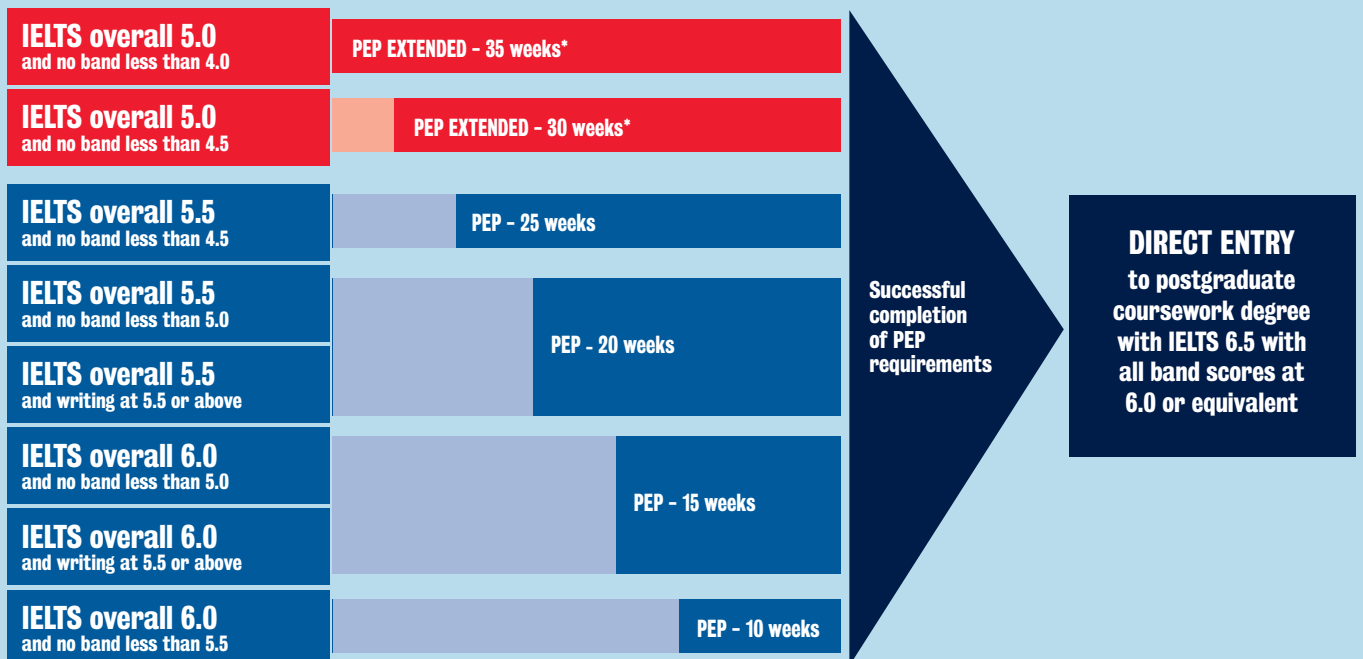 IELTS overall 5.0
and no band less than 4.0
PEP EXTENDED – 35 weeks*
IELTS overall 5.0
and no band less than 4.5
PEP EXTENDED – 30 weeks*
IELTS overall 5.5
and no band less than 4.5
PEP – 25 weeks
IELTS overall 5.5
and no band less than 5.0
IELTS overall 5.5
and writing at 5.5 or above
PEP – 20 weeks
IELTS overall 6.0
and no band less than 5.0
IELTS overall 6.0
and writing at 5.5 or above
PEP – 15 weeks
IELTS overall 6.0
and no band less than 5.5
PEP – 10 weeks
Successful
completion
of PEP
requirements
DIRECT ENTRY
to postgraduate
coursework degree
with IELTS 6.5 with
all band scores at
6.0 or equivalent